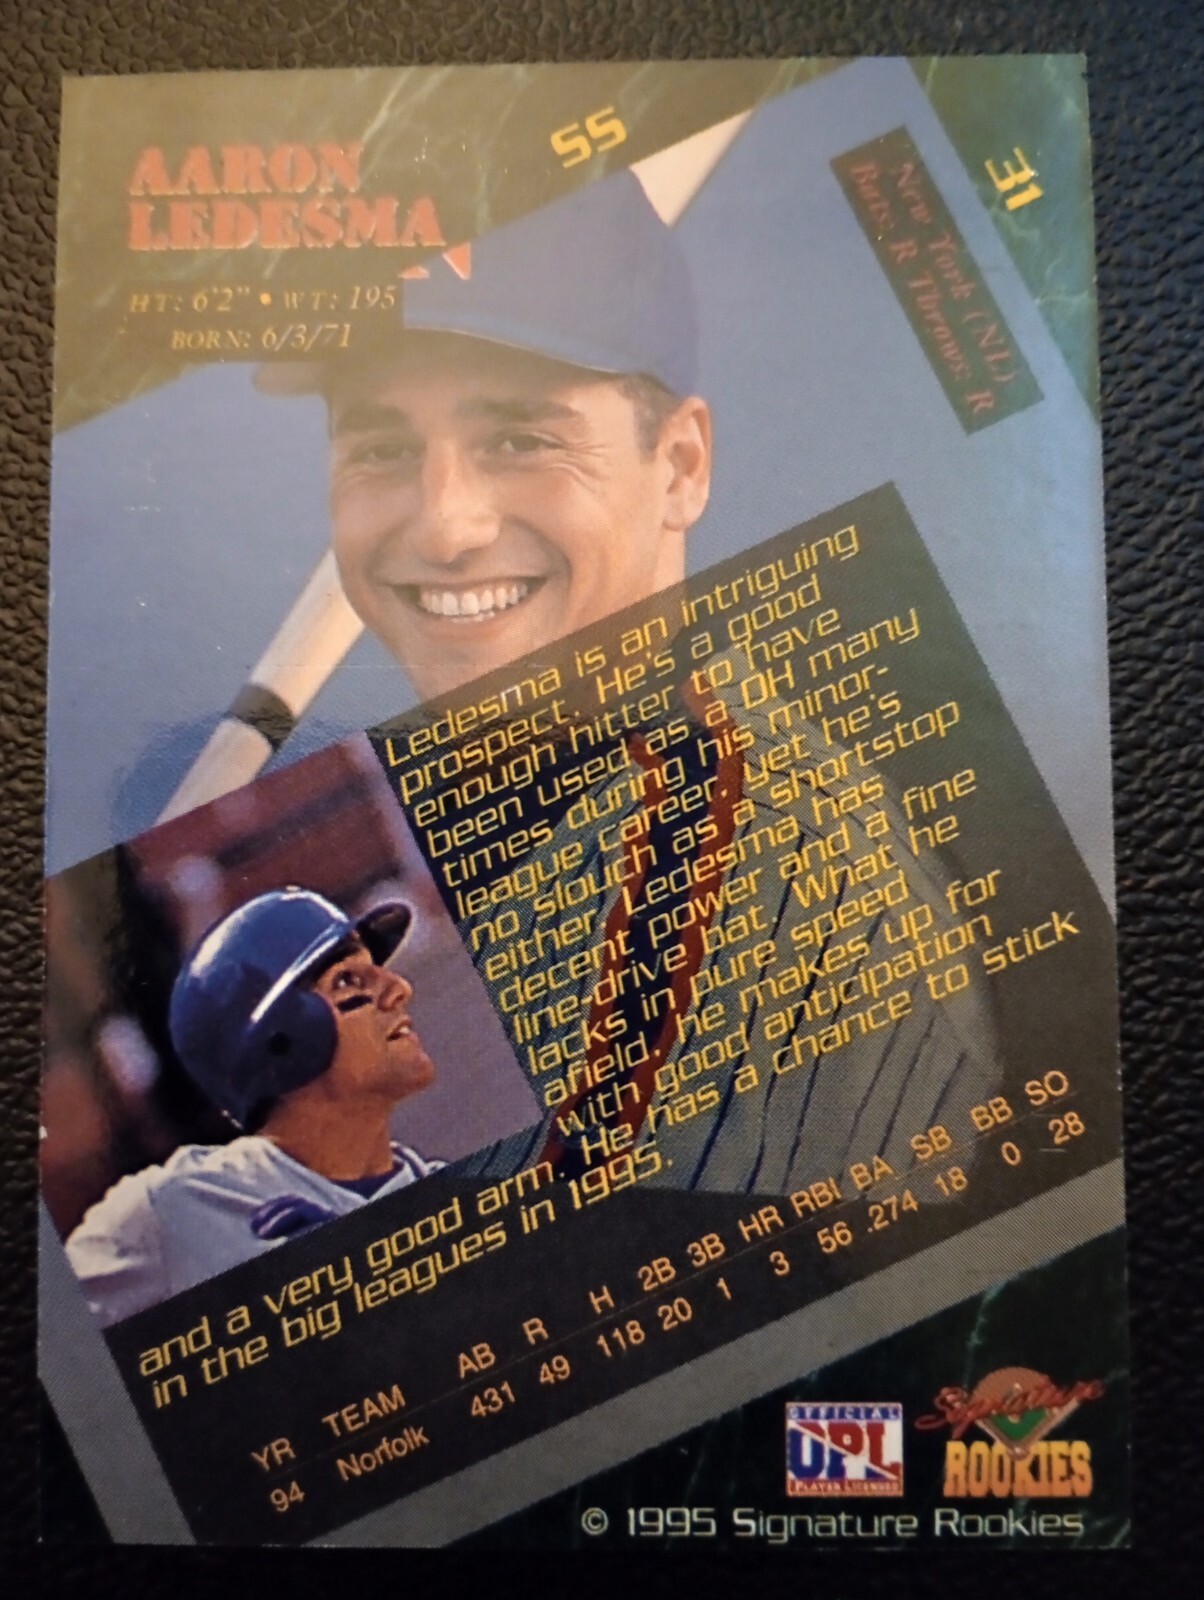 AARON
LEDESMA
HT: 6'2" • WT: 195
BORN: 6/3/71
SS
31
New York (NL)
Bats: R Throws: R
Ledesma is an intriguing
prospect. He's a good
enough hitter to have
been used as a DH many
times during his minor-
league career, yet he's
no slouch as a shortstop
either. Ledesma has
decent power and a fine
line-drive bat. What he
lacks in pure speed
afield, he makes up for
with good anticipation
and a very good arm. He has a chance to stick
in the big leagues in 1995.
YR TEAM AB R H 2B 3B HR RBI BA SB BB SO
94 Norfolk 431 49 118 20 1 3 56 .274 18 0 28
OFFICIAL
UPL
PLAYER LICENSED
Signature
ROOKIES
© 1995 Signature Rookies